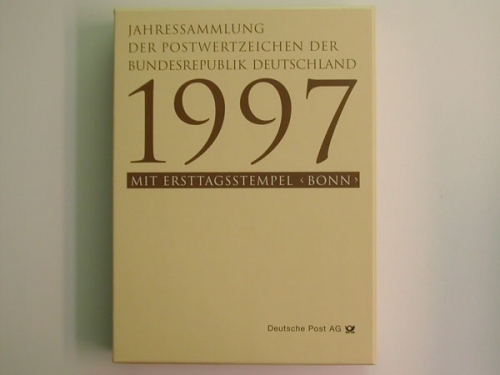 JAHRESSAMMLUNG
DER POSTWERTZEICHEN DER
BUNDESREPUBLIK DEUTSCHLAND
1997
MIT ERSTTAGSSTEMPEL ‹BONN›
Deutsche Post AG